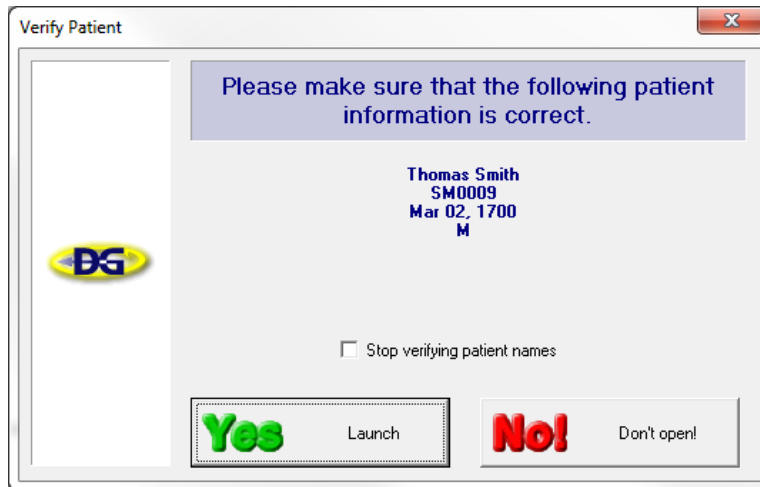 Verify Patient
Please make sure that the following patient
information is correct.
Thomas Smith
SM0009
Mar 02, 1700
M
DG
Stop verifying patient names
Yes Launch
No! Don't open!